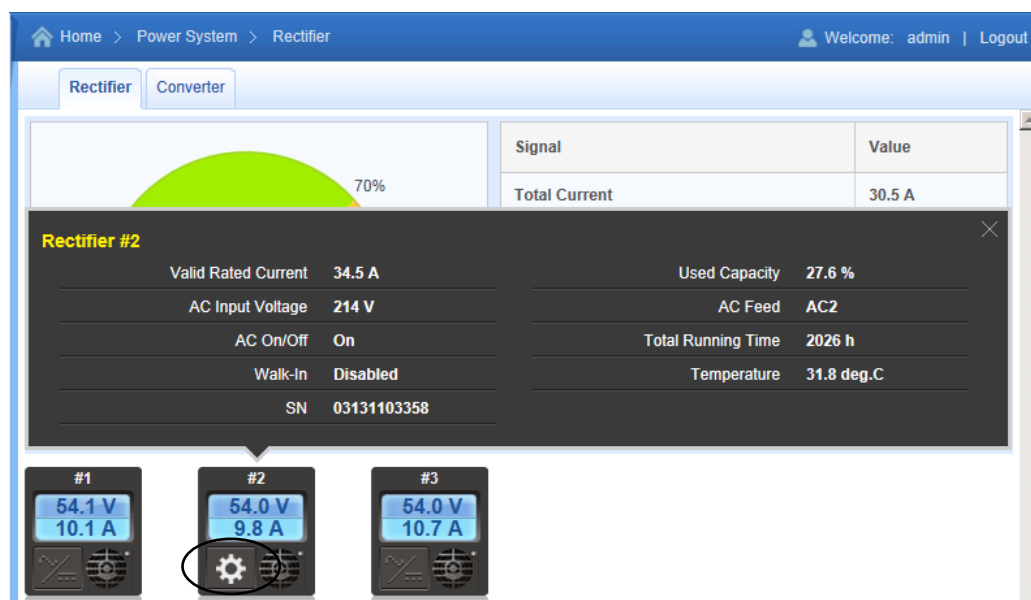 Home > Power System > Rectifier Welcome: admin | Logout
Rectifier Converter
Signal Value
70%
Total Current 30.5 A
Rectifier #2
Valid Rated Current 34.5 A Used Capacity 27.6 %
AC Input Voltage 214 V AC Feed AC2
AC On/Off On Total Running Time 2026 h
Walk-In Disabled Temperature 31.8 deg.C
SN 03131103358
#1 #2 #3
54.1 V 54.0 V 54.0 V
10.1 A 9.8 A 10.7 A